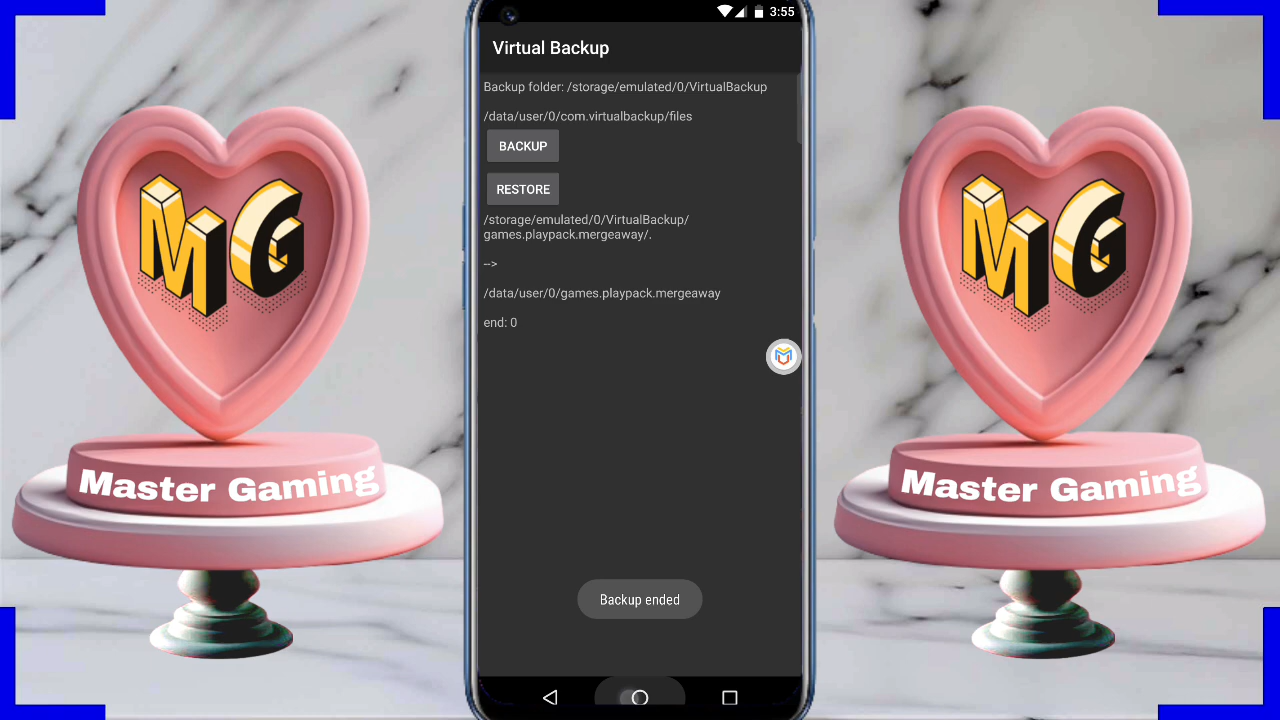 3:55
Virtual Backup
Backup folder: /storage/emulated/0/VirtualBackup
/data/user/0/com.virtualbackup/files
BACKUP
RESTORE
/storage/emulated/0/VirtualBackup/
games.playpack.mergeaway/.
-->
/data/user/0/games.playpack.mergeaway
end: 0
Backup ended
MG
Master Gaming
MG
Master Gaming